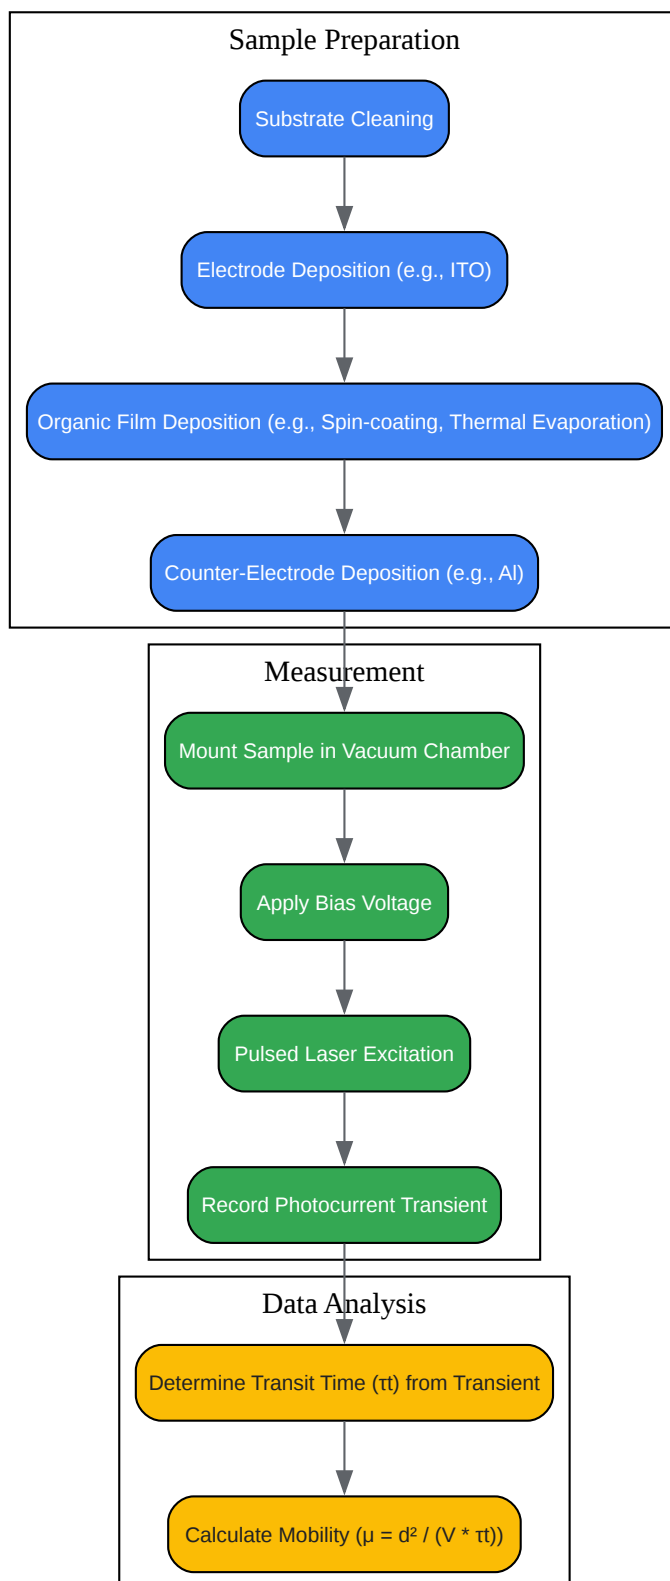 Sample Preparation
Substrate Cleaning
Electrode Deposition (e.g., ITO)
Organic Film Deposition (e.g., Spin-coating, Thermal Evaporation)
Counter-Electrode Deposition (e.g., Al)
Measurement
Mount Sample in Vacuum Chamber
Apply Bias Voltage
Pulsed Laser Excitation
Record Photocurrent Transient
Data Analysis
Determine Transit Time (τt) from Transient
Calculate Mobility (μ = d² / (V * τt))